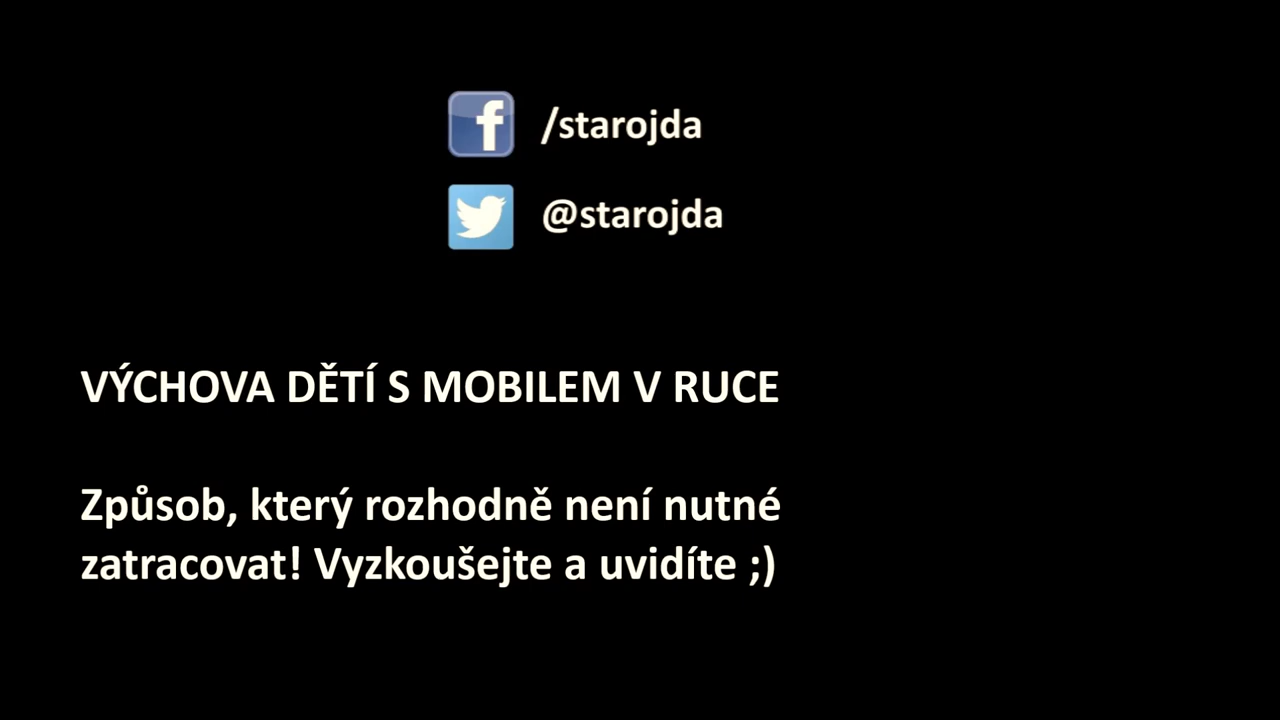 /starojda
@starojda
VÝCHOVA DĚTÍ S MOBILEM V RUCE
Způsob, který rozhodně není nutné
zatracovat! Vyzkoušejte a uvidíte ;)